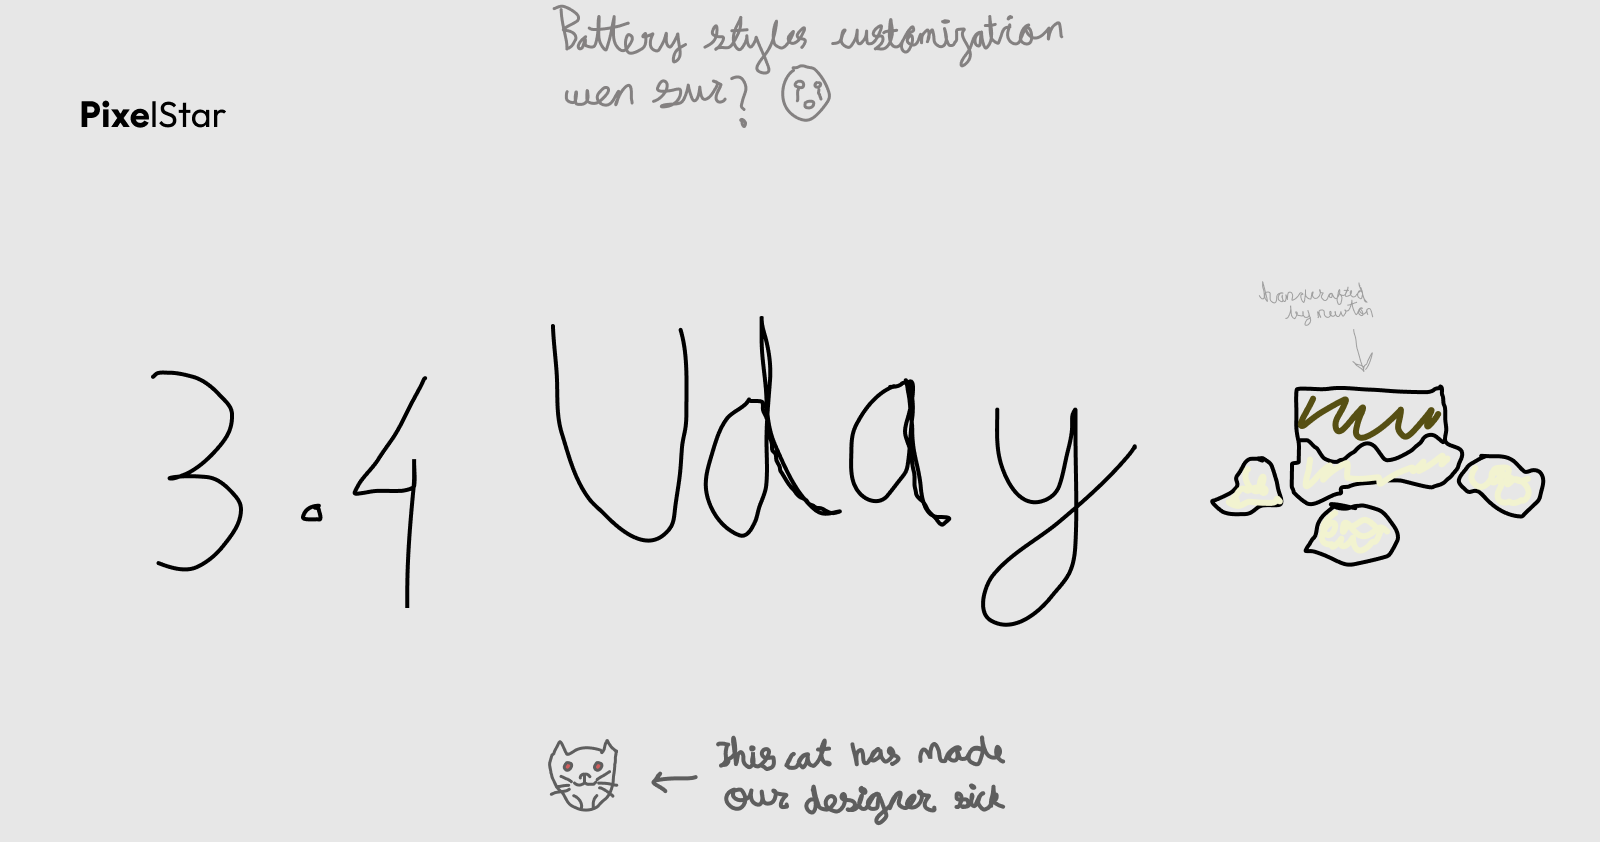 Battery styles customization
wen sur?
PixelStar
handcrafted
by newton
3.4 Uday
This cat has made
our designer sick